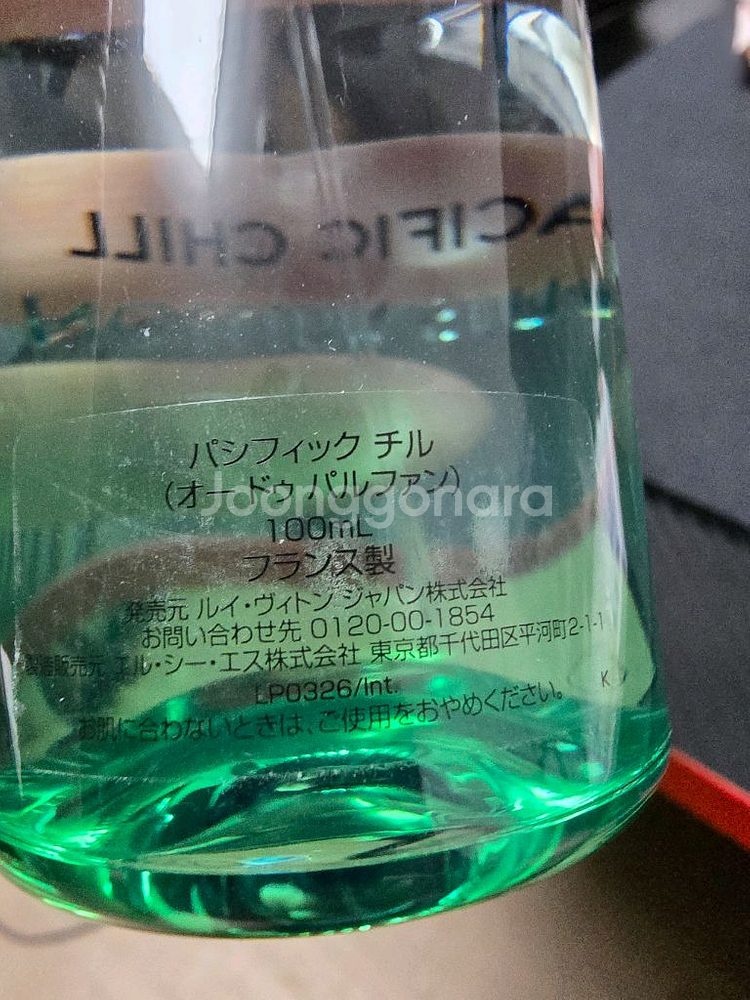 PACIFIC CHILL
パシフィック チル
(オー ドゥ パルファン)
Joonggonara
100mL
フランス製
発売元 ルイ・ヴィトン ジャパン株式会社
お問い合わせ先 0120-00-1854
製造販売元 エル・シー・エス株式会社 東京都千代田区平河町2-1-1
LP0326/Int. K
お肌に合わないときは、ご使用をおやめください。